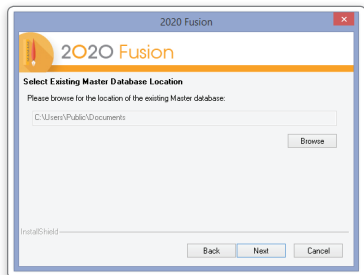 2020 Fusion
2020 Fusion
Select Existing Master Database Location
Please browse for the location of the existing Master database:
C:\Users\Public\Documents
Browse
InstallShield
Back Next Cancel